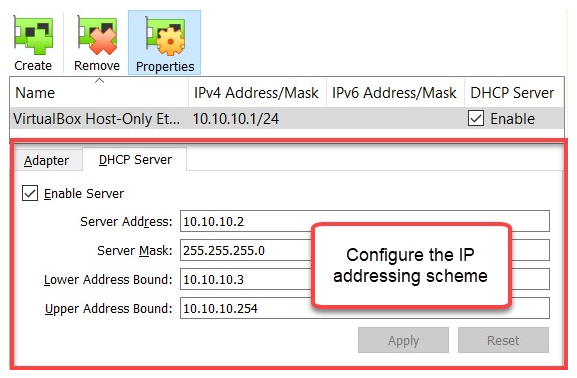 Create Remove Properties
Name IPv4 Address/Mask IPv6 Address/Mask DHCP Server
VirtualBox Host-Only Et... 10.10.10.1/24 Enable
Adapter DHCP Server
Enable Server
Server Address: 10.10.10.2
Server Mask: 255.255.255.0
Lower Address Bound: 10.10.10.3
Upper Address Bound: 10.10.10.254
Configure the IP
addressing scheme
Apply Reset